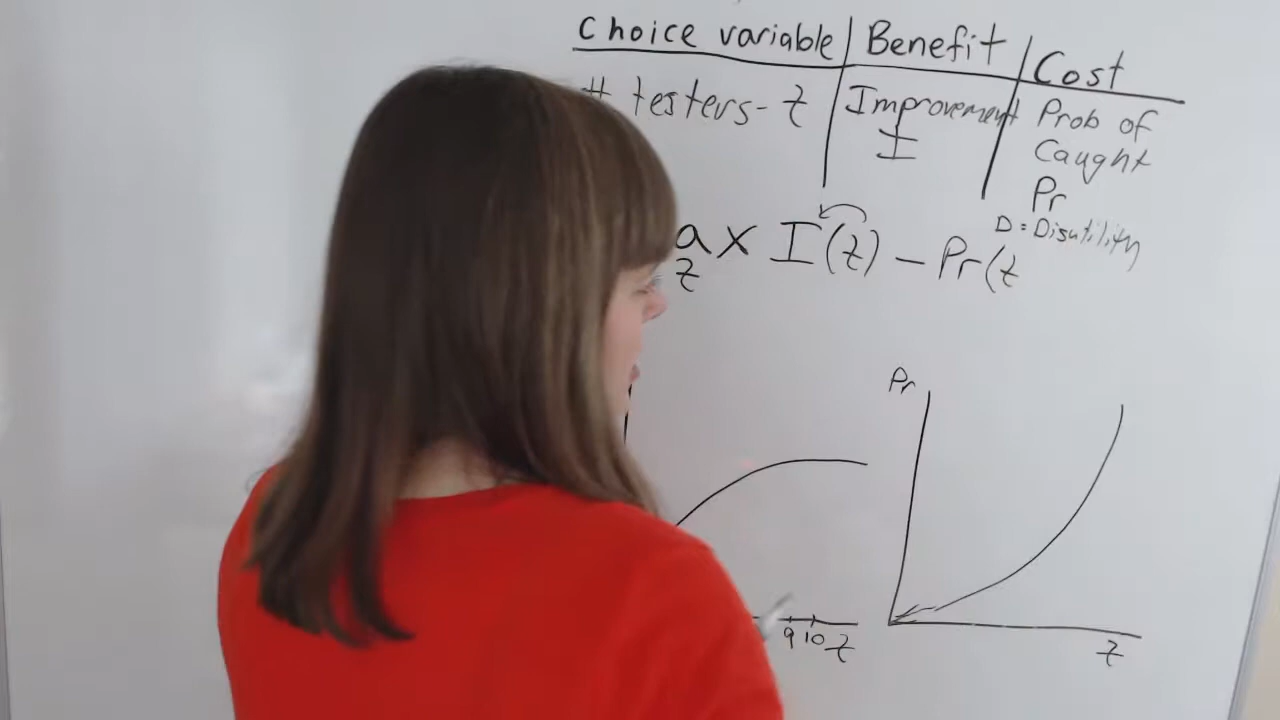 Choice variable Benefit Cost
# testers - z Improvement Prob of
I Caught
Pr
D = Disutility
ax I(z) - Pr(z
z
Pr
9 10 z z